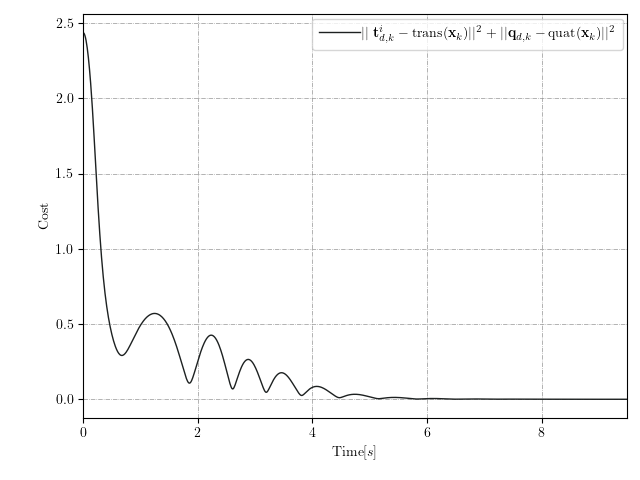 || t^i_{d,k} − trans(x_k)||² + ||q_{d,k} − quat(x_k)||²
2.5
2.0
1.5
1.0
0.5
0.0
Cost
0 2 4 6 8
Time[s]